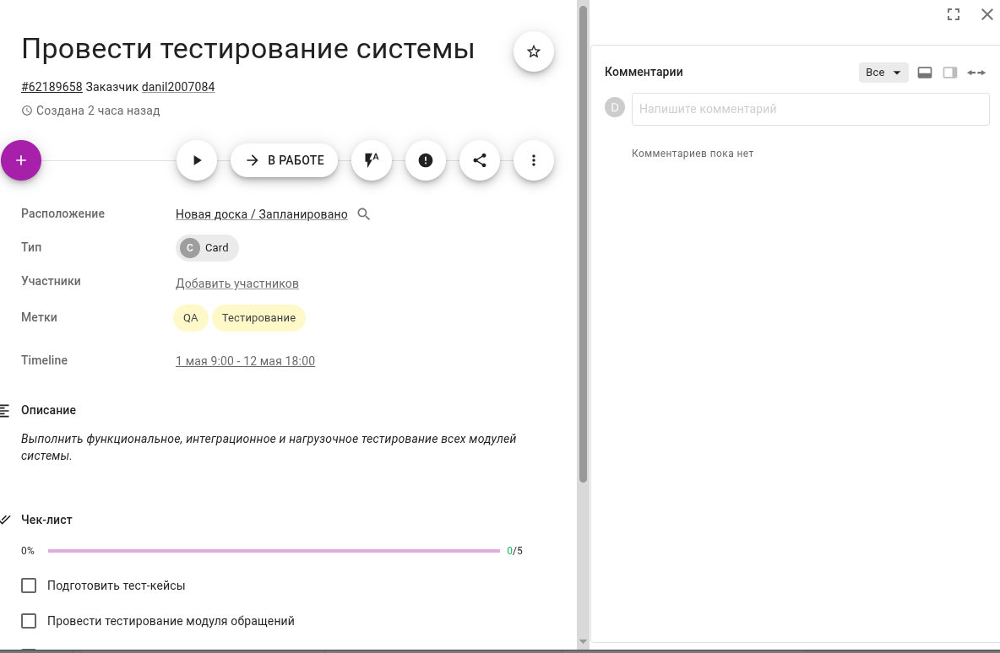 Провести тестирование системы
#62189658 Заказчик danil2007084
Создана 2 часа назад
В РАБОТЕ
A
Расположение
Новая доска / Запланировано
Тип
C Card
Участники
Добавить участников
Метки
QA Тестирование
Timeline
1 мая 9:00 - 12 мая 18:00
Описание
Выполнить функциональное, интеграционное и нагрузочное тестирование всех модулей
системы.
Чек-лист
0% 0/5
Подготовить тест-кейсы
Провести тестирование модуля обращений
Комментарии
Все
D
Напишите комментарий
Комментариев пока нет